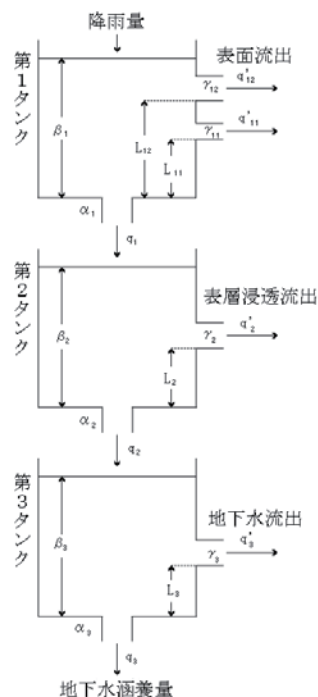 降雨量
第1タンク
表面流出
q'₁₂
γ₁₂
q'₁₁
γ₁₁
β₁
L₁₂
L₁₁
α₁
q₁
第2タンク
表層浸透流出
q'₂
γ₂
β₂
L₂
α₂
q₂
第3タンク
地下水流出
q'₃
γ₃
β₃
L₃
α₃
q₃
地下水涵養量